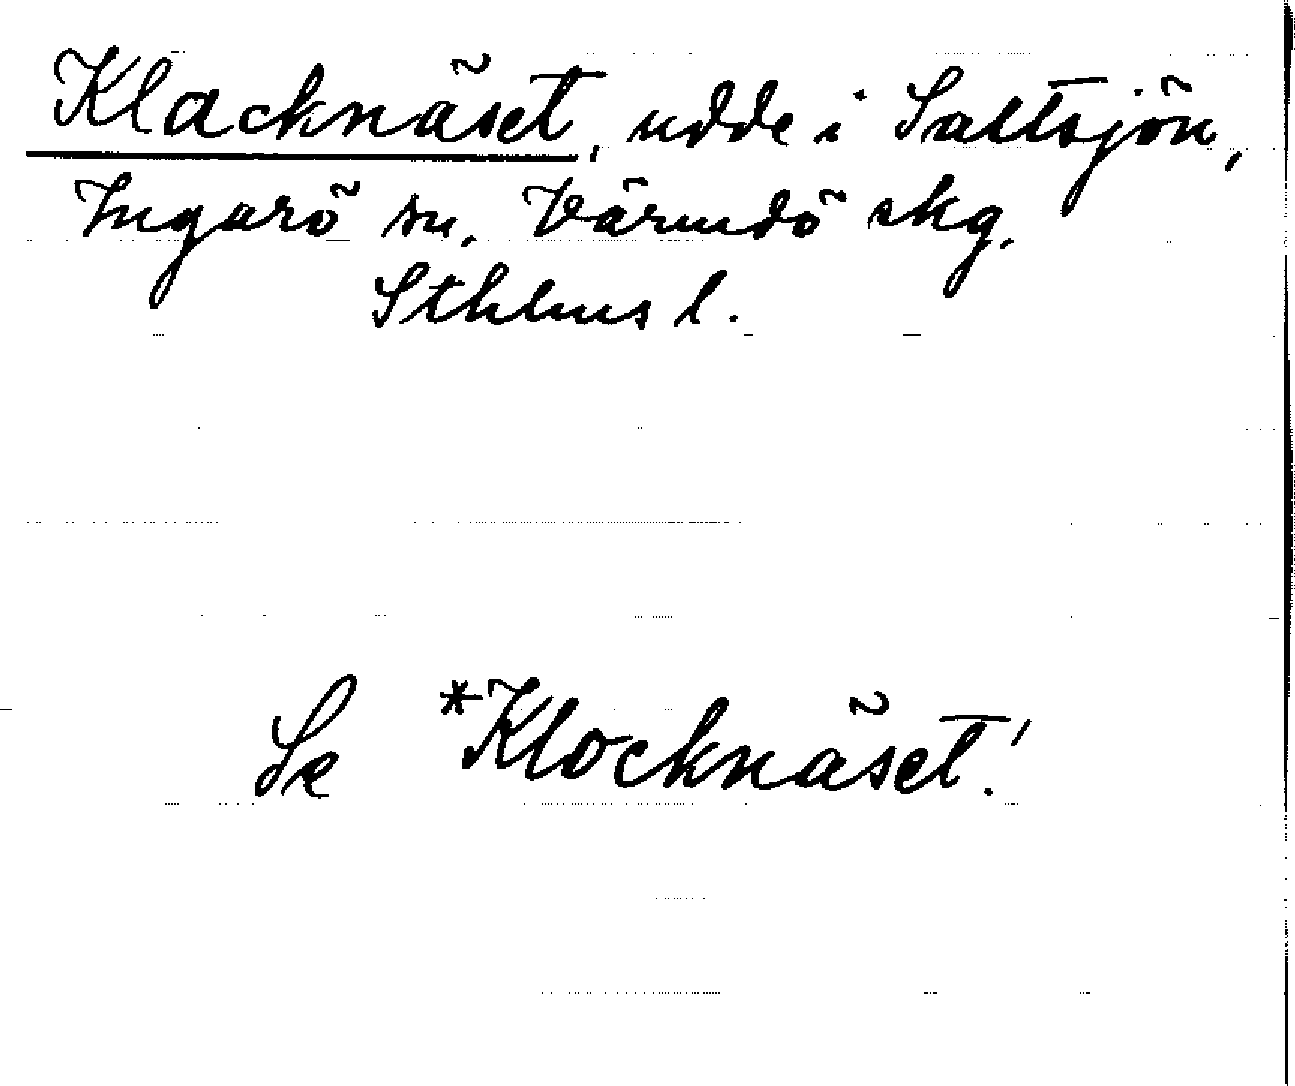 Klacknäset, udde i Saltsjön,
Ingarö sn. Värmdö skg.
Sthlms l.
Se *Klocknäset!